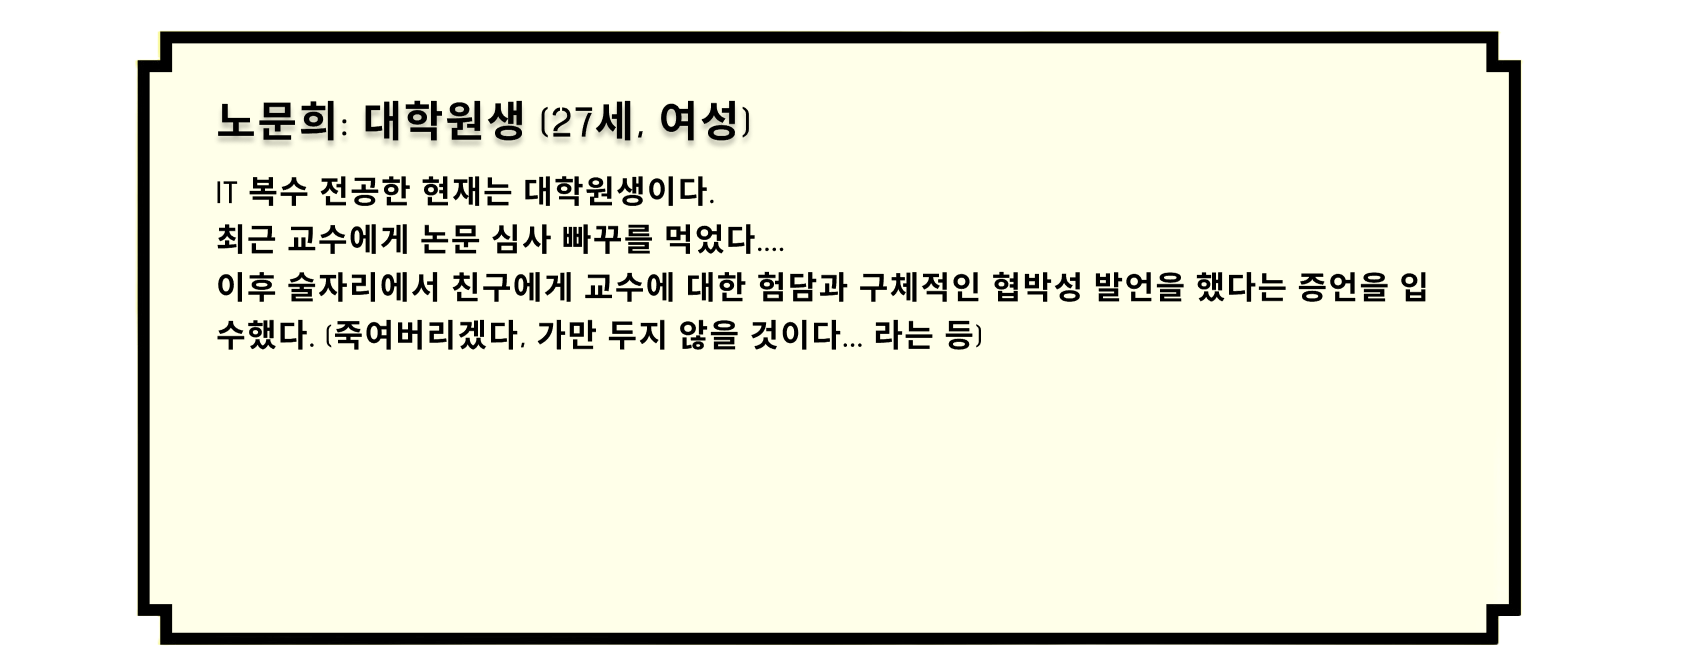 노문희: 대학원생 (27세, 여성)
IT 복수 전공한 현재는 대학원생이다.
최근 교수에게 논문 심사 빠꾸를 먹었다....
이후 술자리에서 친구에게 교수에 대한 험담과 구체적인 협박성 발언을 했다는 증언을 입
수했다. (죽여버리겠다, 가만 두지 않을 것이다... 라는 등)